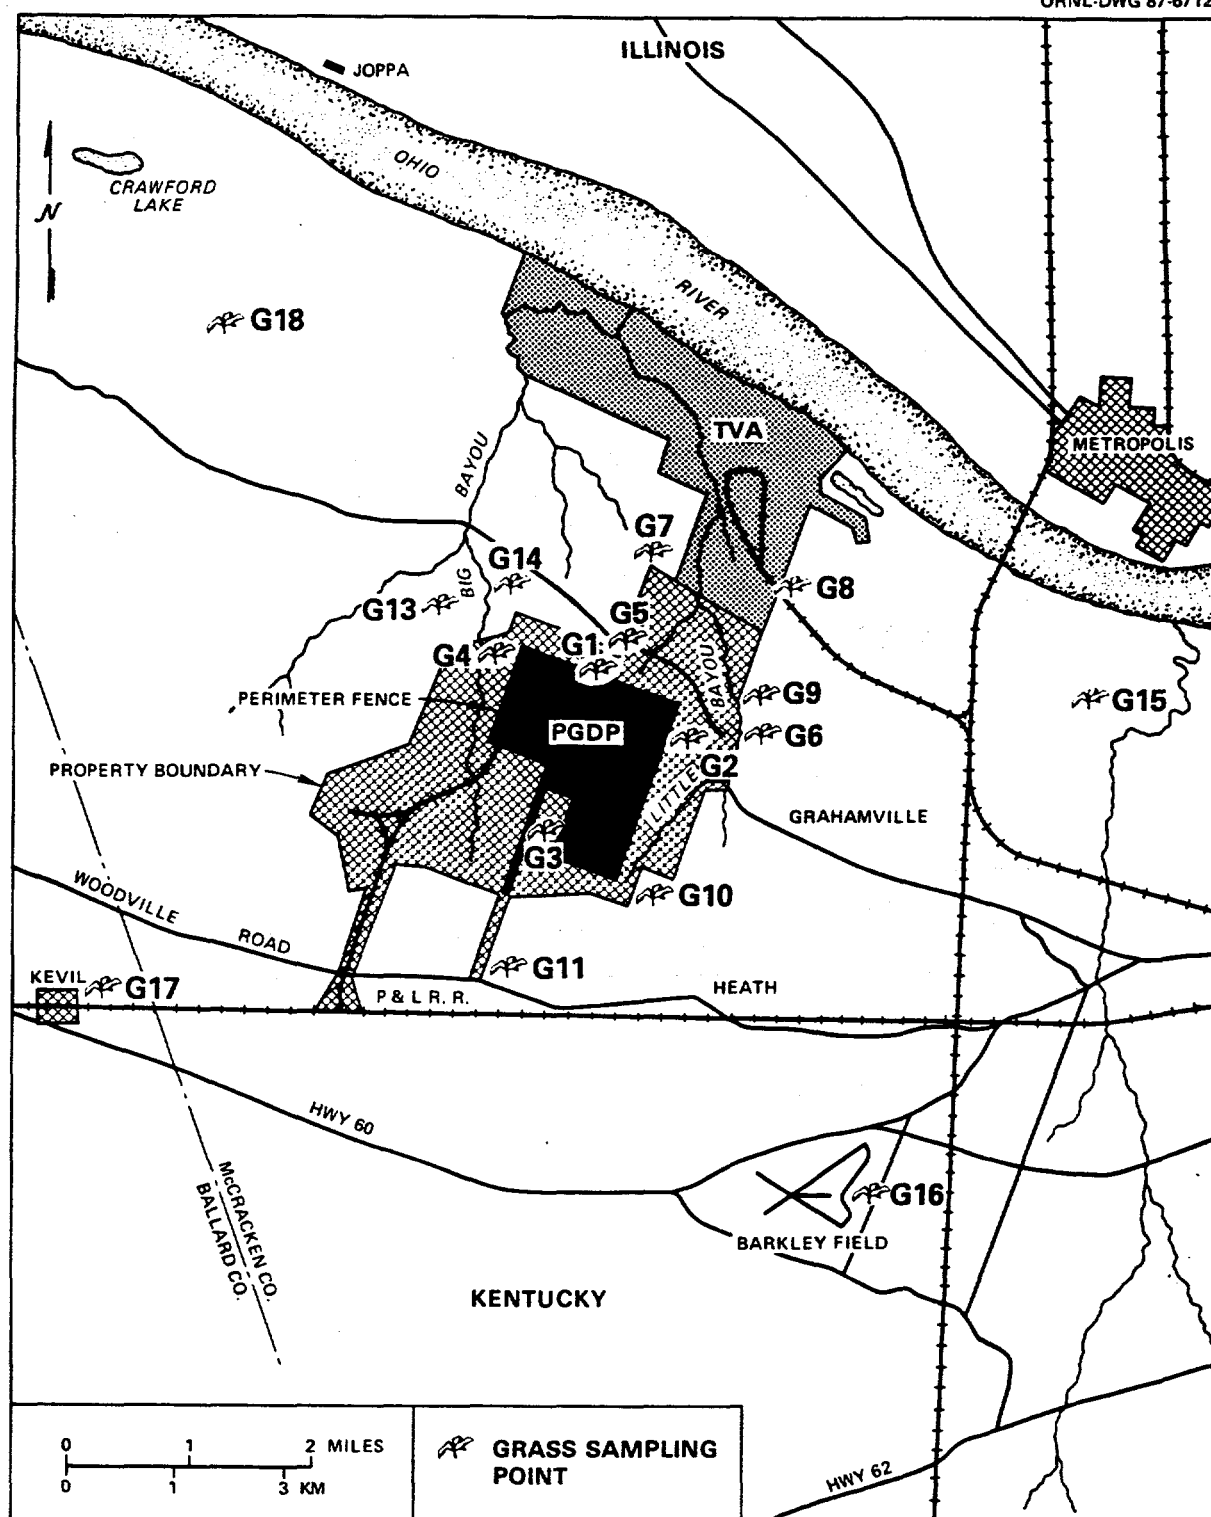 ORNL-DWG 87-6712
ILLINOIS
JOPPA
OHIO
CRAWFORD
LAKE
N
RIVER
G18
TVA
METROPOLIS
BAYOU
G7
G14
BIG
G8
G13
G5
G1
G4
BAYOU
G9
G15
PERIMETER FENCE
PGDP
G6
G2
PROPERTY BOUNDARY
LITTLE
GRAHAMVILLE
G3
WOODVILLE
G10
ROAD
G11
KEVIL
G17
P & L R. R.
HEATH
HWY 60
McCRACKEN CO.
BALLARD CO.
G16
BARKLEY FIELD
KENTUCKY
0 1 2 MILES
0 1 3 KM
GRASS SAMPLING
POINT
HWY 62